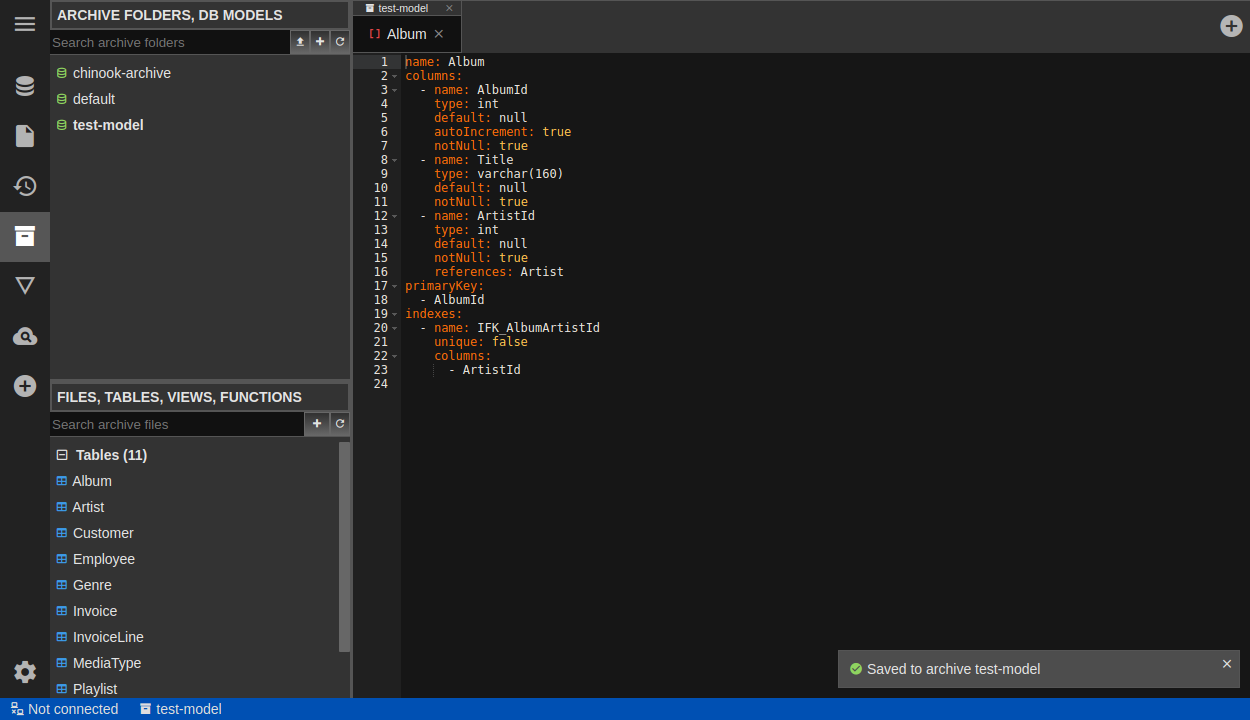 ARCHIVE FOLDERS, DB MODELS
Search archive folders
chinook-archive
default
test-model
FILES, TABLES, VIEWS, FUNCTIONS
Search archive files
Tables (11)
Album
Artist
Customer
Employee
Genre
Invoice
InvoiceLine
MediaType
Playlist
test-model
Album
1 name: Album
2 columns:
3   - name: AlbumId
4     type: int
5     default: null
6     autoIncrement: true
7     notNull: true
8   - name: Title
9     type: varchar(160)
10     default: null
11     notNull: true
12   - name: ArtistId
13     type: int
14     default: null
15     notNull: true
16     references: Artist
17 primaryKey:
18   - AlbumId
19 indexes:
20   - name: IFK_AlbumArtistId
21     unique: false
22     columns:
23       - ArtistId
24
Saved to archive test-model
Not connected test-model